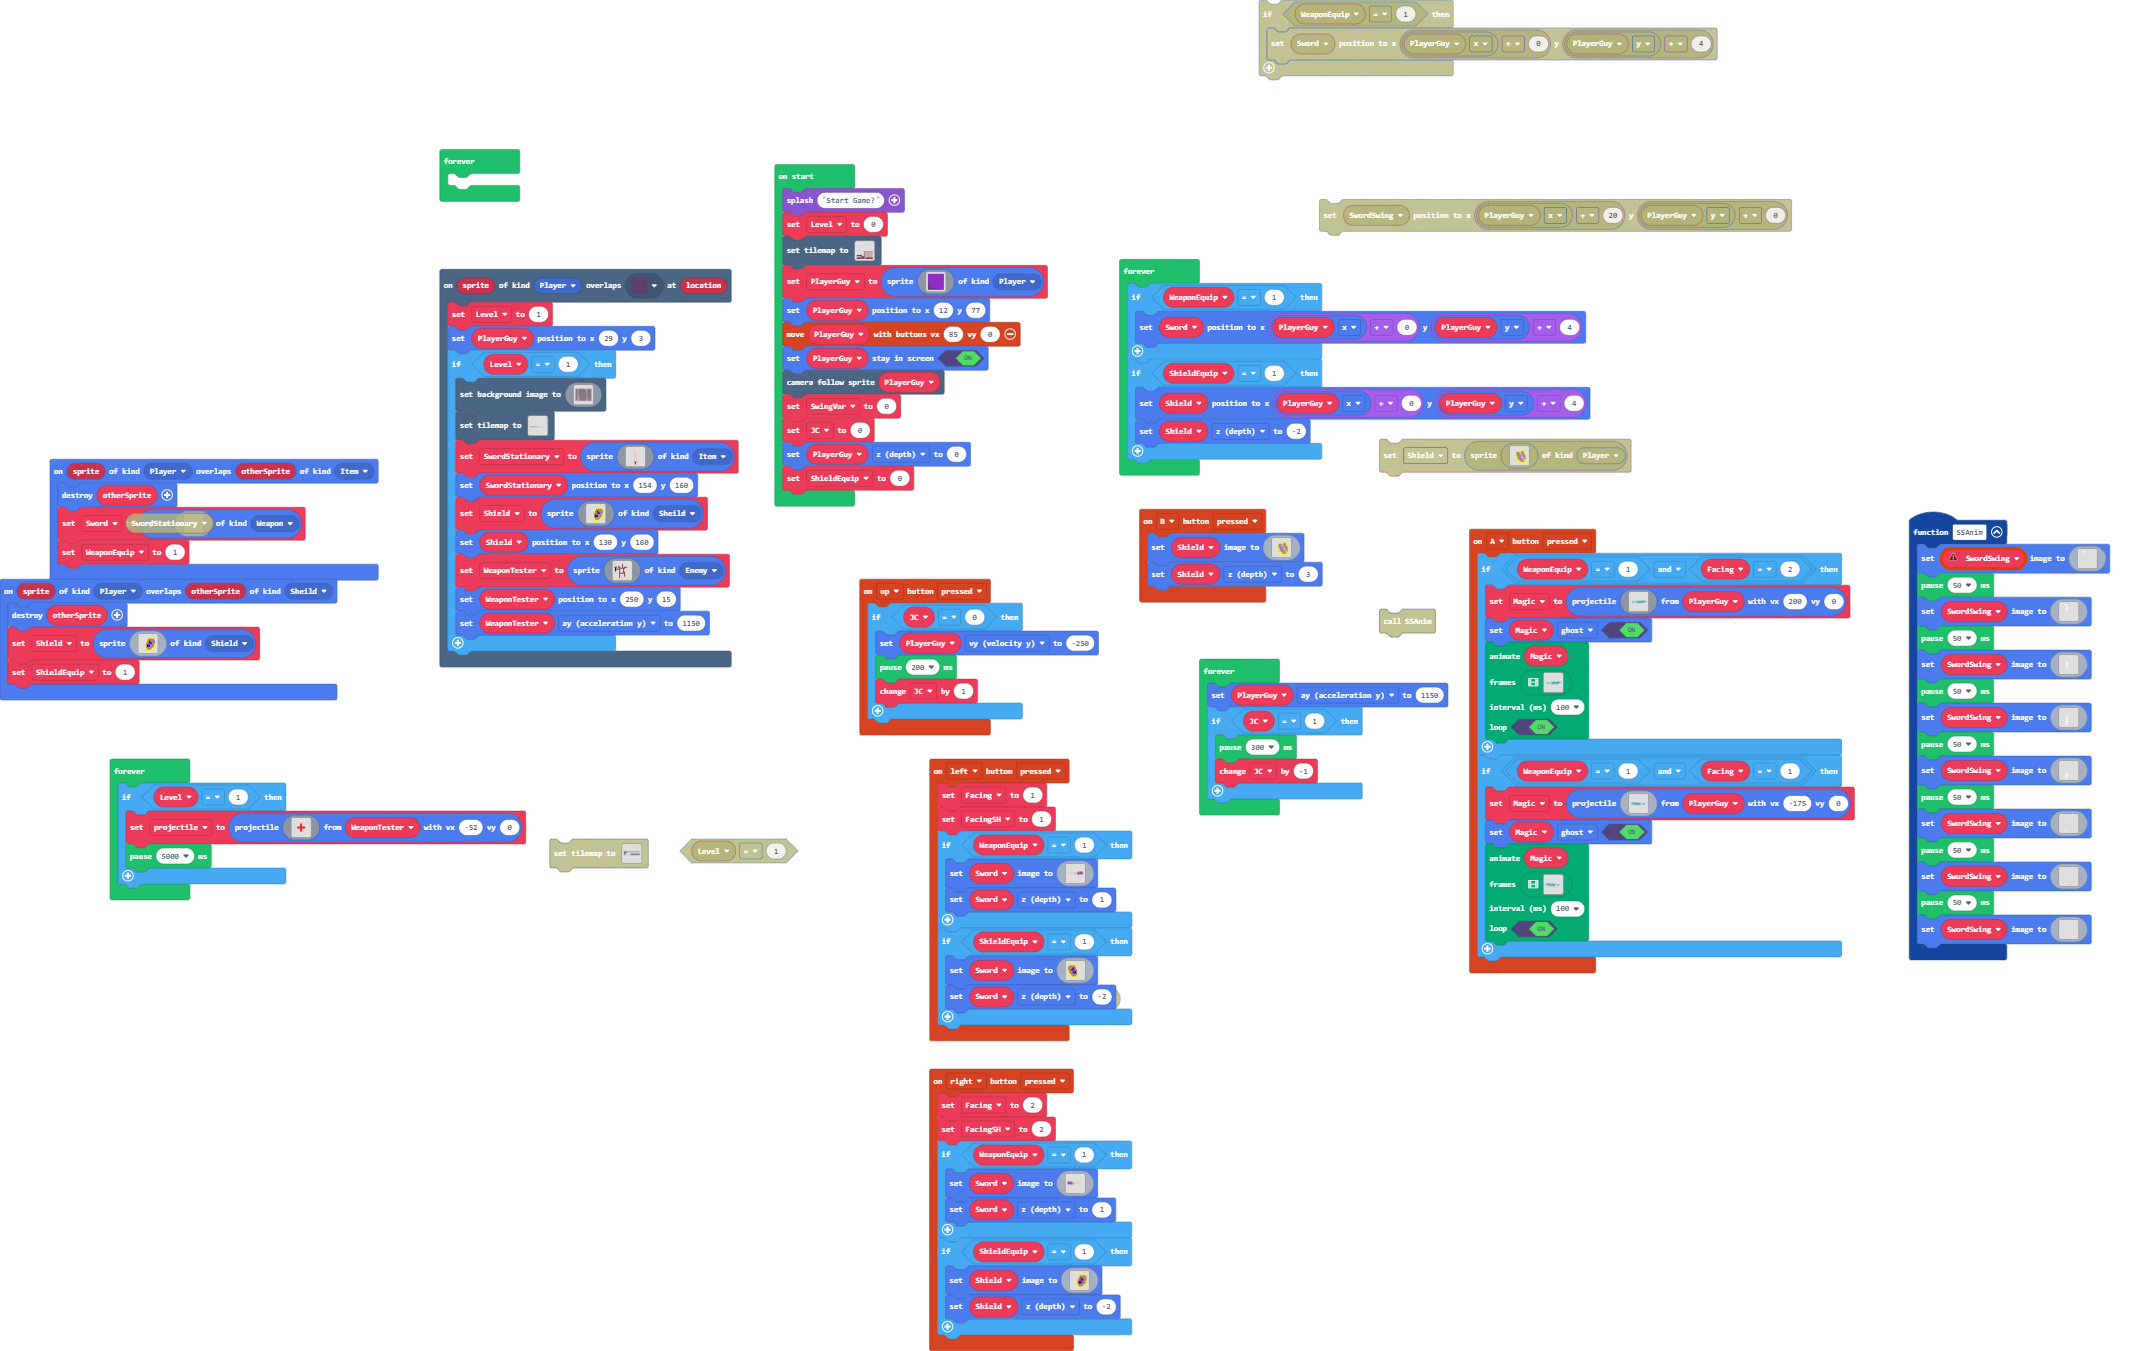 if WeaponEquip = 1 then
set Sword position to x PlayerGuy x + 0 y PlayerGuy y + 4
forever
on start
splash "Start Game?"
set Level to 0
set tilemap to
set PlayerGuy to sprite of kind Player
set PlayerGuy position to x 12 y 77
move PlayerGuy with buttons vx 85 vy 0
set PlayerGuy stay in screen ON
camera follow sprite PlayerGuy
set SwingVar to 0
set JC to 0
set PlayerGuy z (depth) to 0
set ShieldEquip to 0
set SwordSwing position to x PlayerGuy x + 20 y PlayerGuy y + 0
on sprite of kind Player overlaps at location
set Level to 1
set PlayerGuy position to x 29 y 3
if Level = 1 then
set background image to
set tilemap to
set SwordStationary to sprite of kind Item
set SwordStationary position to x 154 y 160
set Shield to sprite of kind Sheild
set Shield position to x 130 y 160
set WeaponTester to sprite of kind Enemy
set WeaponTester position to x 250 y 15
set WeaponTester ay (acceleration y) to 1150
forever
if WeaponEquip = 1 then
set Sword position to x PlayerGuy x + 0 y PlayerGuy y + 4
if ShieldEquip = 1 then
set Shield position to x PlayerGuy x + 0 y PlayerGuy y + 4
set Shield z (depth) to -2
set Shield to sprite of kind Player
on sprite of kind Player overlaps otherSprite of kind Item
destroy otherSprite
set Sword SwordStationary of kind Weapon
set WeaponEquip to 1
on sprite of kind Player overlaps otherSprite of kind Sheild
destroy otherSprite
set Shield to sprite of kind Shield
set ShieldEquip to 1
on B button pressed
set Shield image to
set Shield z (depth) to 3
on up button pressed
if JC = 0 then
set PlayerGuy vy (velocity y) to -250
pause 200 ms
change JC by 1
call SSAnim
forever
set PlayerGuy ay (acceleration y) to 1150
if JC = 1 then
pause 300 ms
change JC by -1
on A button pressed
if WeaponEquip = 1 and Facing = 2 then
set Magic to projectile from PlayerGuy with vx 200 vy 0
set Magic ghost ON
animate Magic
frames
interval (ms) 100
loop ON
if WeaponEquip = 1 and Facing = 1 then
set Magic to projectile from PlayerGuy with vx -175 vy 0
set Magic ghost ON
animate Magic
frames
interval (ms) 100
loop ON
function SSAnim
set SwordSwing image to
pause 50 ms
set SwordSwing image to
pause 50 ms
set SwordSwing image to
pause 50 ms
set SwordSwing image to
pause 50 ms
set SwordSwing image to
pause 50 ms
set SwordSwing image to
pause 50 ms
set SwordSwing image to
pause 50 ms
set SwordSwing image to
forever
if Level = 1 then
set projectile to projectile from WeaponTester with vx -52 vy 0
pause 5000 ms
set tilemap to
Level = 1
on left button pressed
set Facing to 1
set FacingSH to 1
if WeaponEquip = 1 then
set Sword image to
set Sword z (depth) to 1
if ShieldEquip = 1 then
set Sword image to
set Sword z (depth) to -2
on right button pressed
set Facing to 2
set FacingSH to 2
if WeaponEquip = 1 then
set Sword image to
set Sword z (depth) to 1
if ShieldEquip = 1 then
set Shield image to
set Shield z (depth) to -2